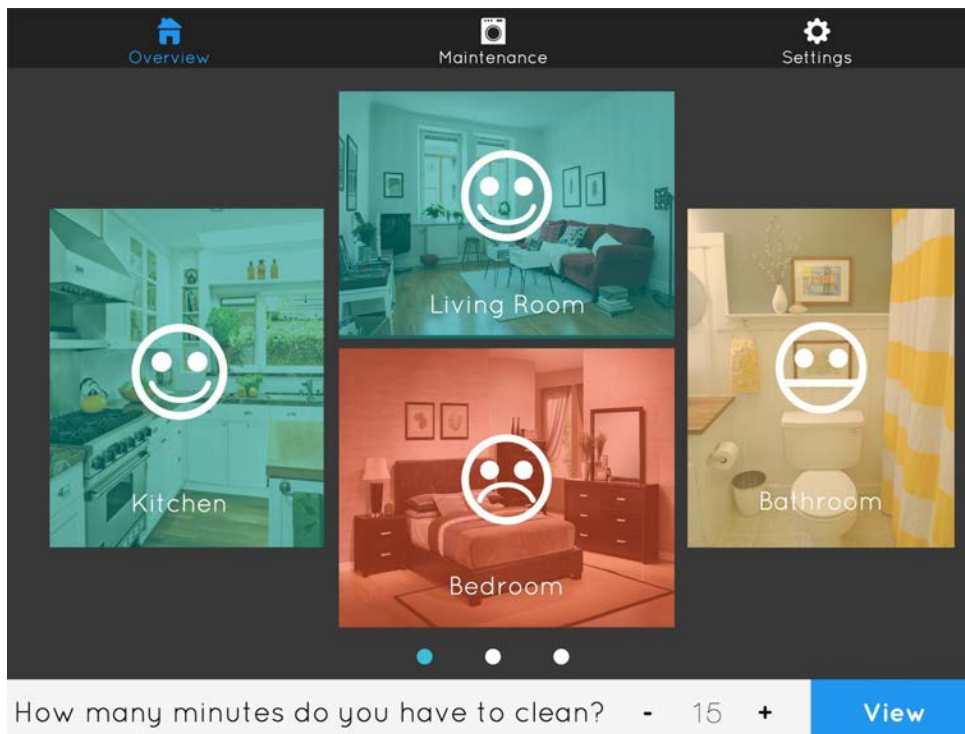 Overview
Maintenance
Settings
Living Room
Kitchen
Bathroom
Bedroom
How many minutes do you have to clean? - 15 + View